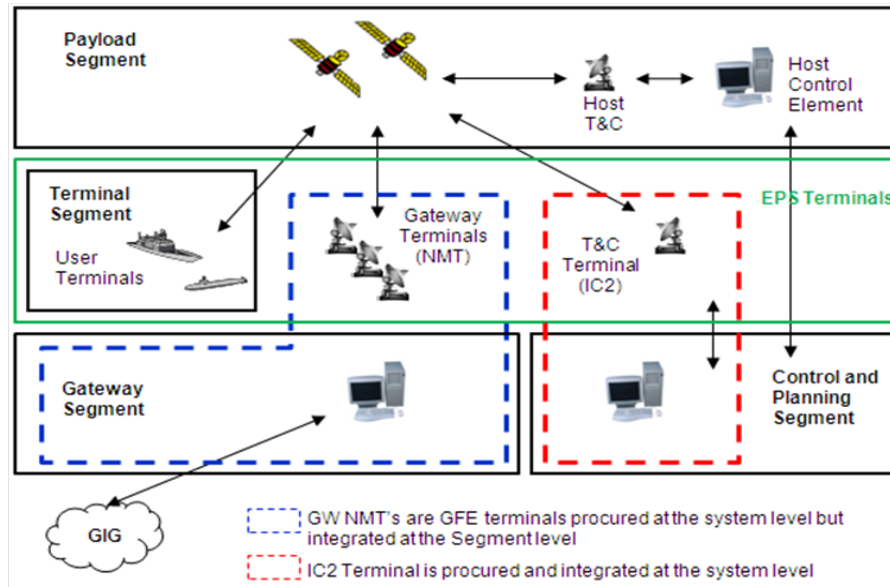 Payload
Segment
Host
T&C
Host
Control
Element
EPS Terminals
Terminal
Segment
User
Terminals
Gateway
Terminals
(NMT)
T&C
Terminal
(IC2)
Gateway
Segment
Control and
Planning
Segment
GIG
GW NMT's are GFE terminals procured at the system level but
integrated at the Segment level
IC2 Terminal is procured and integrated at the system level